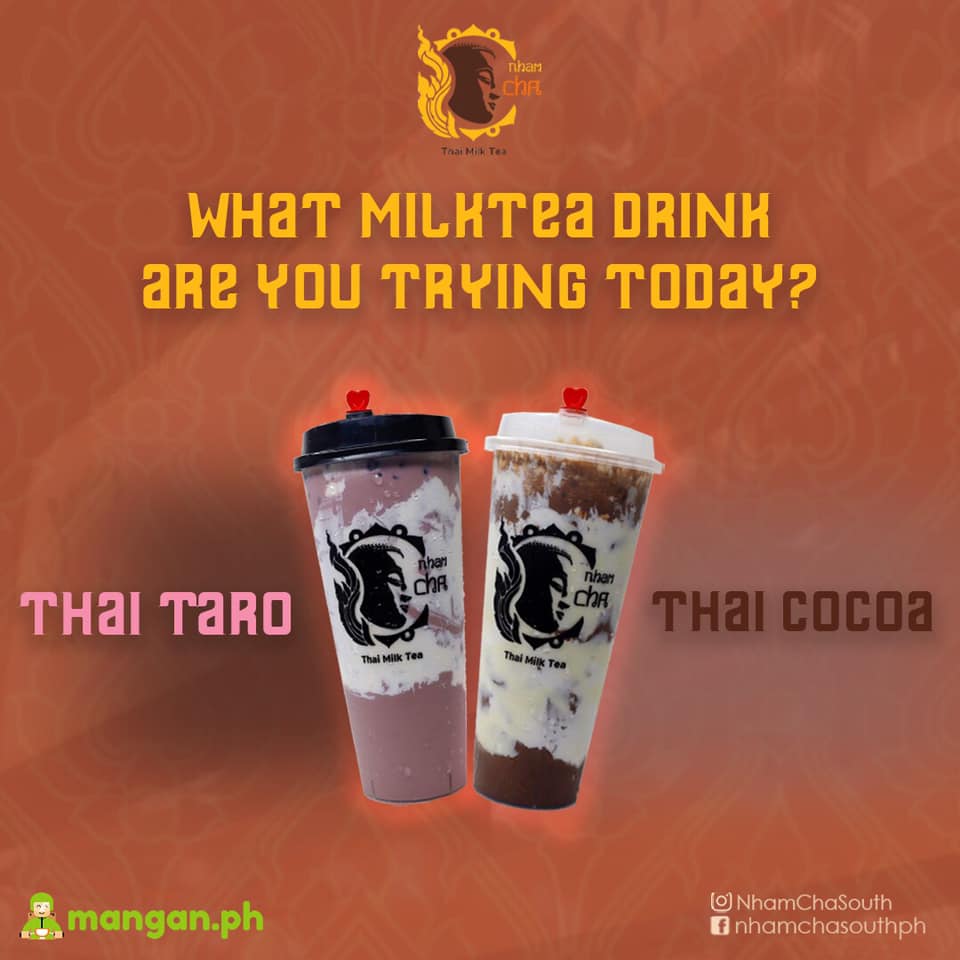 nham
cha
Thai Milk Tea
WHAT MILKTEA DRINK
ARE YOU TRYING TODAY?
nham
cha
Thai Milk Tea
nham
cha
Thai Milk Tea
THAI TARO
THAI COCOA
mangan.ph
NhamChaSouth
nhamchasouthph